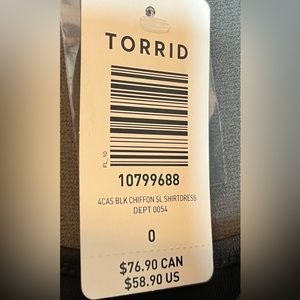 TORRID
FL_10
10799688
4CAS BLK CHIFFON SL SHIRTDRESS
DEPT 0054
0
$76.90 CAN
$58.90 US